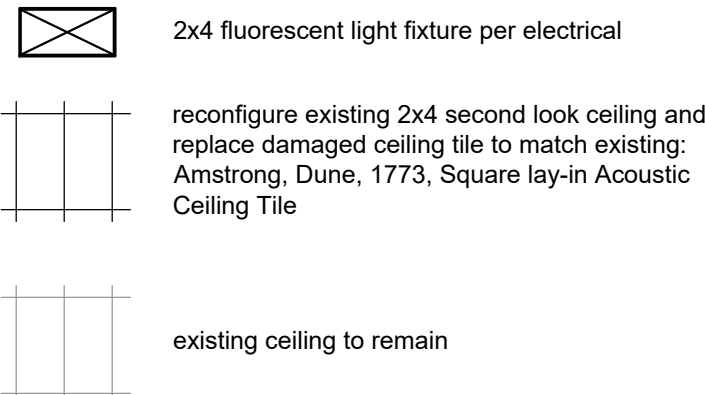 2x4 fluorescent light fixture per electrical
reconfigure existing 2x4 second look ceiling and
replace damaged ceiling tile to match existing:
Amstrong, Dune, 1773, Square lay-in Acoustic
Ceiling Tile
existing ceiling to remain